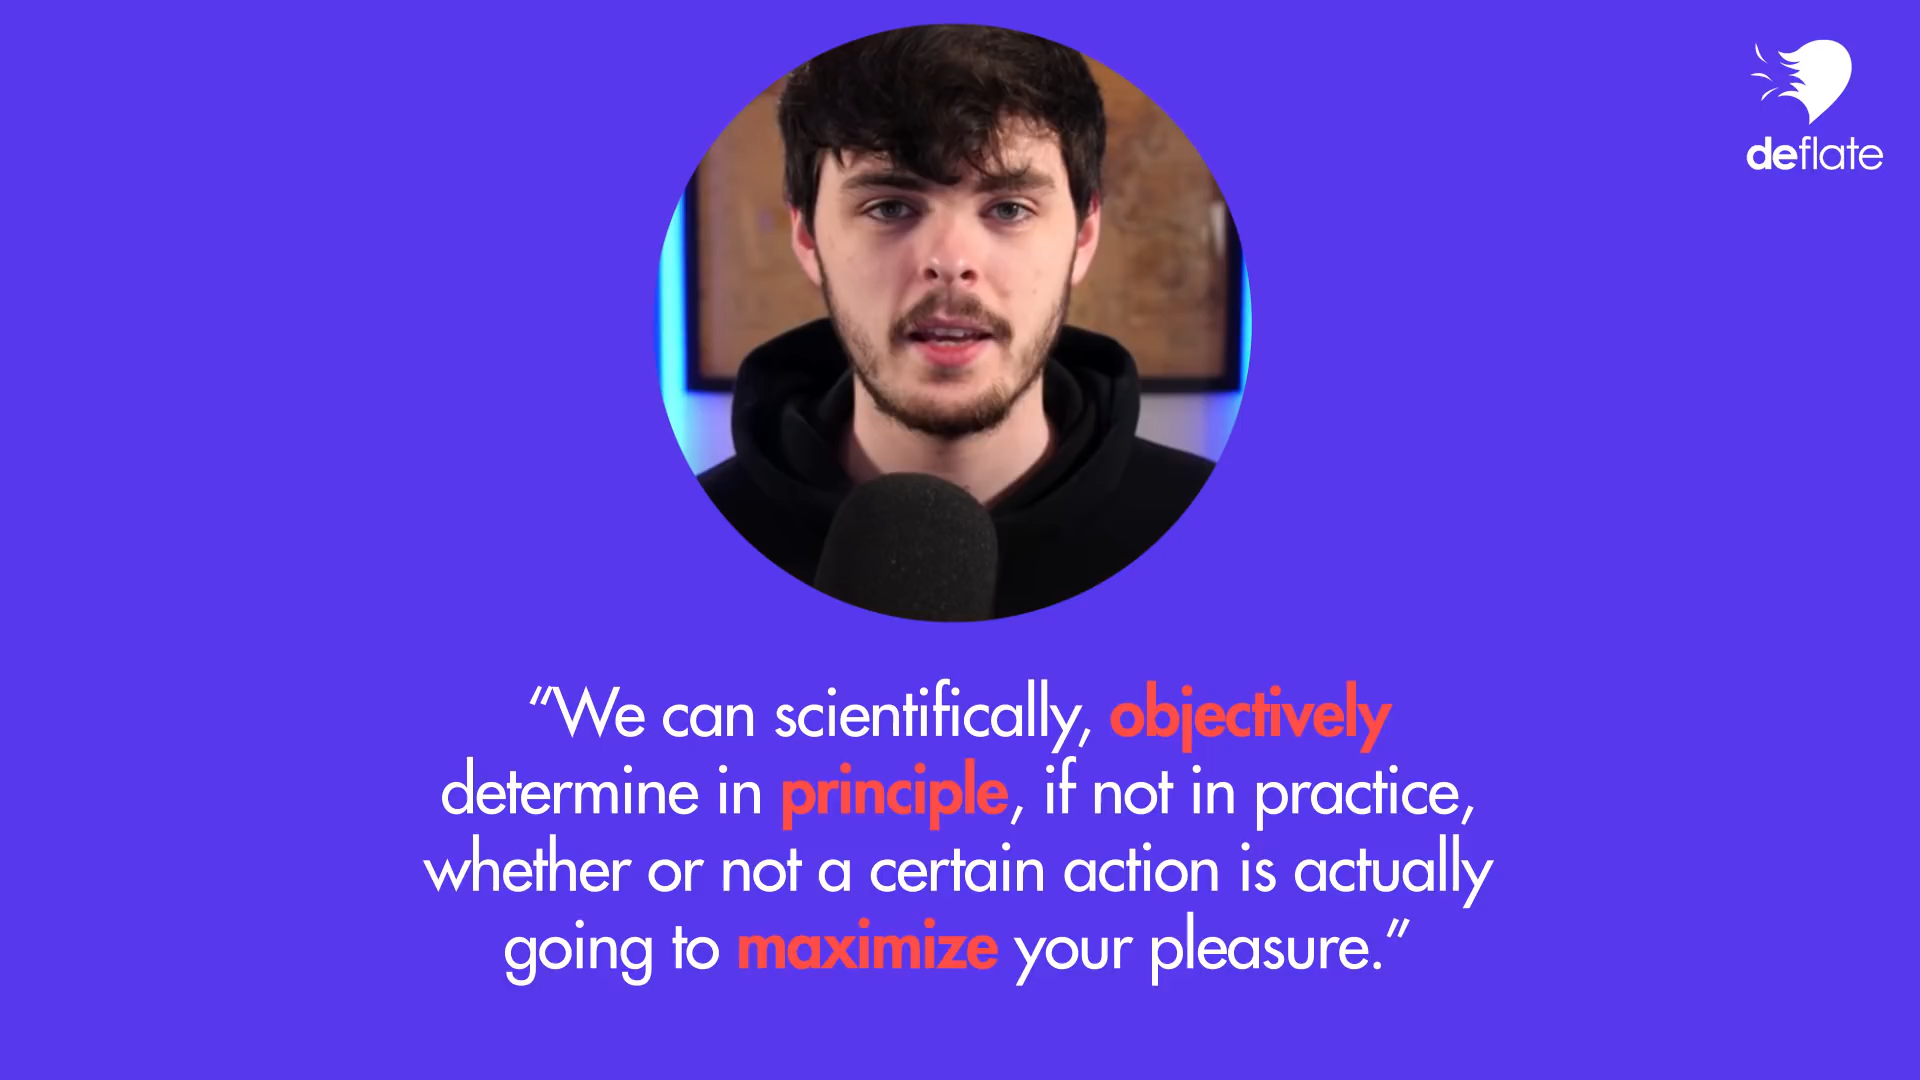 deflate
“We can scientifically, objectively
determine in principle, if not in practice,
whether or not a certain action is actually
going to maximize your pleasure.”